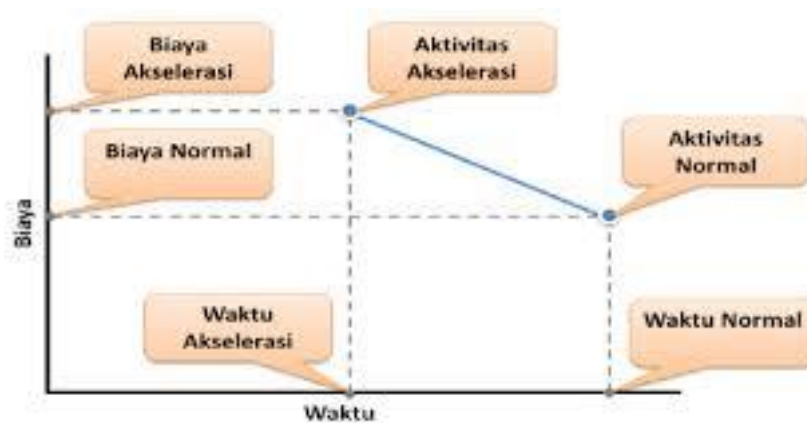 Biaya
Akselerasi
Aktivitas
Akselerasi
Biaya Normal
Aktivitas
Normal
Biaya
Waktu
Akselerasi
Waktu Normal
Waktu